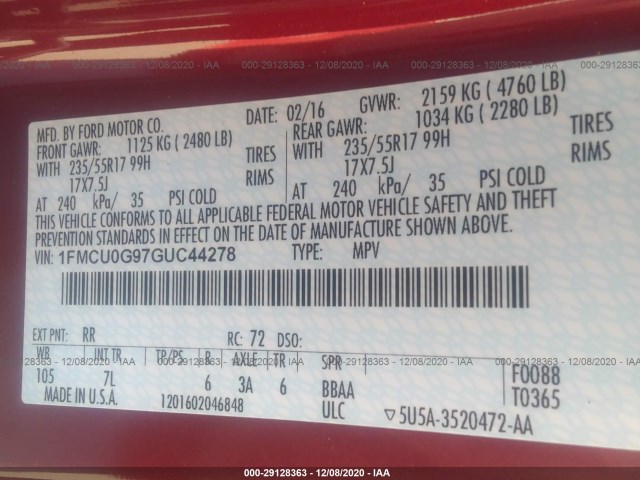 000-29128363 - 12/08/2020 - IAA
MFD. BY FORD MOTOR CO.
DATE: 02/16 GVWR: 2159 KG ( 4760 LB)
FRONT GAWR: 1125 KG ( 2480 LB)
REAR GAWR: 1034 KG ( 2280 LB)
WITH 235/55R17 99H TIRES
WITH 235/55R17 99H TIRES
17X7.5J RIMS
17X7.5J RIMS
AT 240 kPa/ 35 PSI COLD
AT 240 kPa/ 35 PSI COLD
THIS VEHICLE CONFORMS TO ALL APPLICABLE FEDERAL MOTOR VEHICLE SAFETY AND THEFT
PREVENTION STANDARDS IN EFFECT ON THE DATE OF MANUFACTURE SHOWN ABOVE.
VIN: 1FMCU0G97GUC44278 TYPE: MPV
EXT PNT: RR RC: 72 DSO:
WB INT TR TP/PS R AXLE TR SPR F0088
105 7L 6 3A 6 BBAA T0365
MADE IN U.S.A. 1201602046848 ULC 5U5A-3520472-AA
000-29128363 - 12/08/2020 - IAA